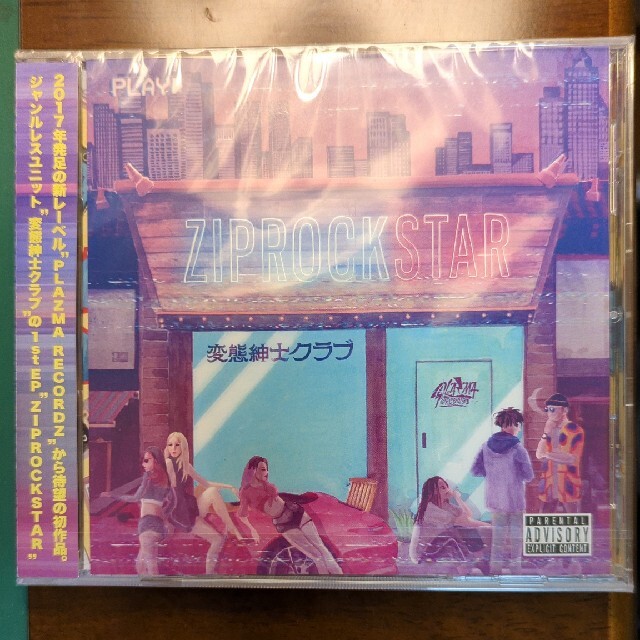 2017年発足の新レーベル"PLAZMA RECORDZ"から待望の初作品。
ジャンルレスユニット"変態紳士クラブ"の1st EP"ZIPROCKSTAR"
PLAY
ZIPROCKSTAR
変態紳士クラブ
PARENTAL
ADVISORY
EXPLICIT CONTENT